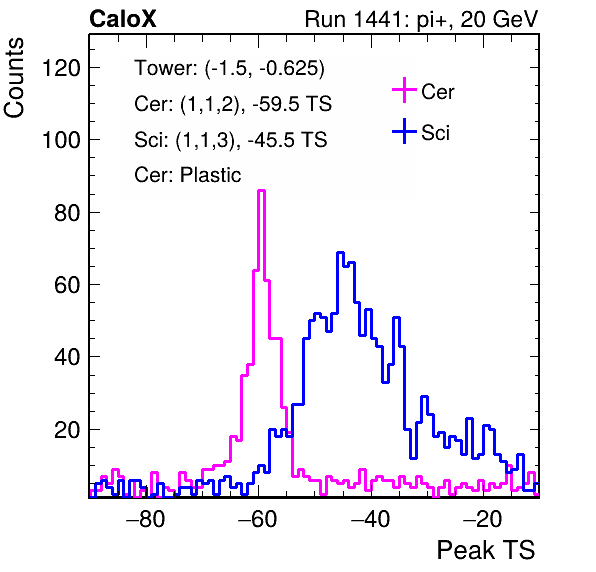 CaloX Run 1441: pi+, 20 GeV
Counts
120
100
80
60
40
20
Tower: (-1.5, -0.625)
Cer: (1,1,2), -59.5 TS
Sci: (1,1,3), -45.5 TS
Cer: Plastic
Cer
Sci
−80 −60 −40 −20
Peak TS